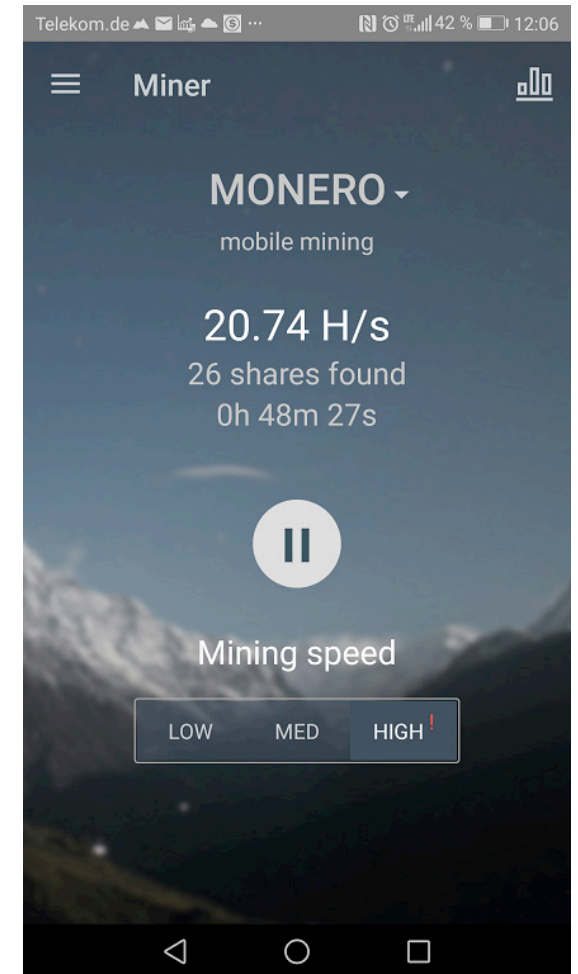 Telekom.de ... LTE 42 % 12:06
Miner
MONERO
mobile mining
20.74 H/s
26 shares found
0h 48m 27s
Mining speed
LOW MED HIGH!